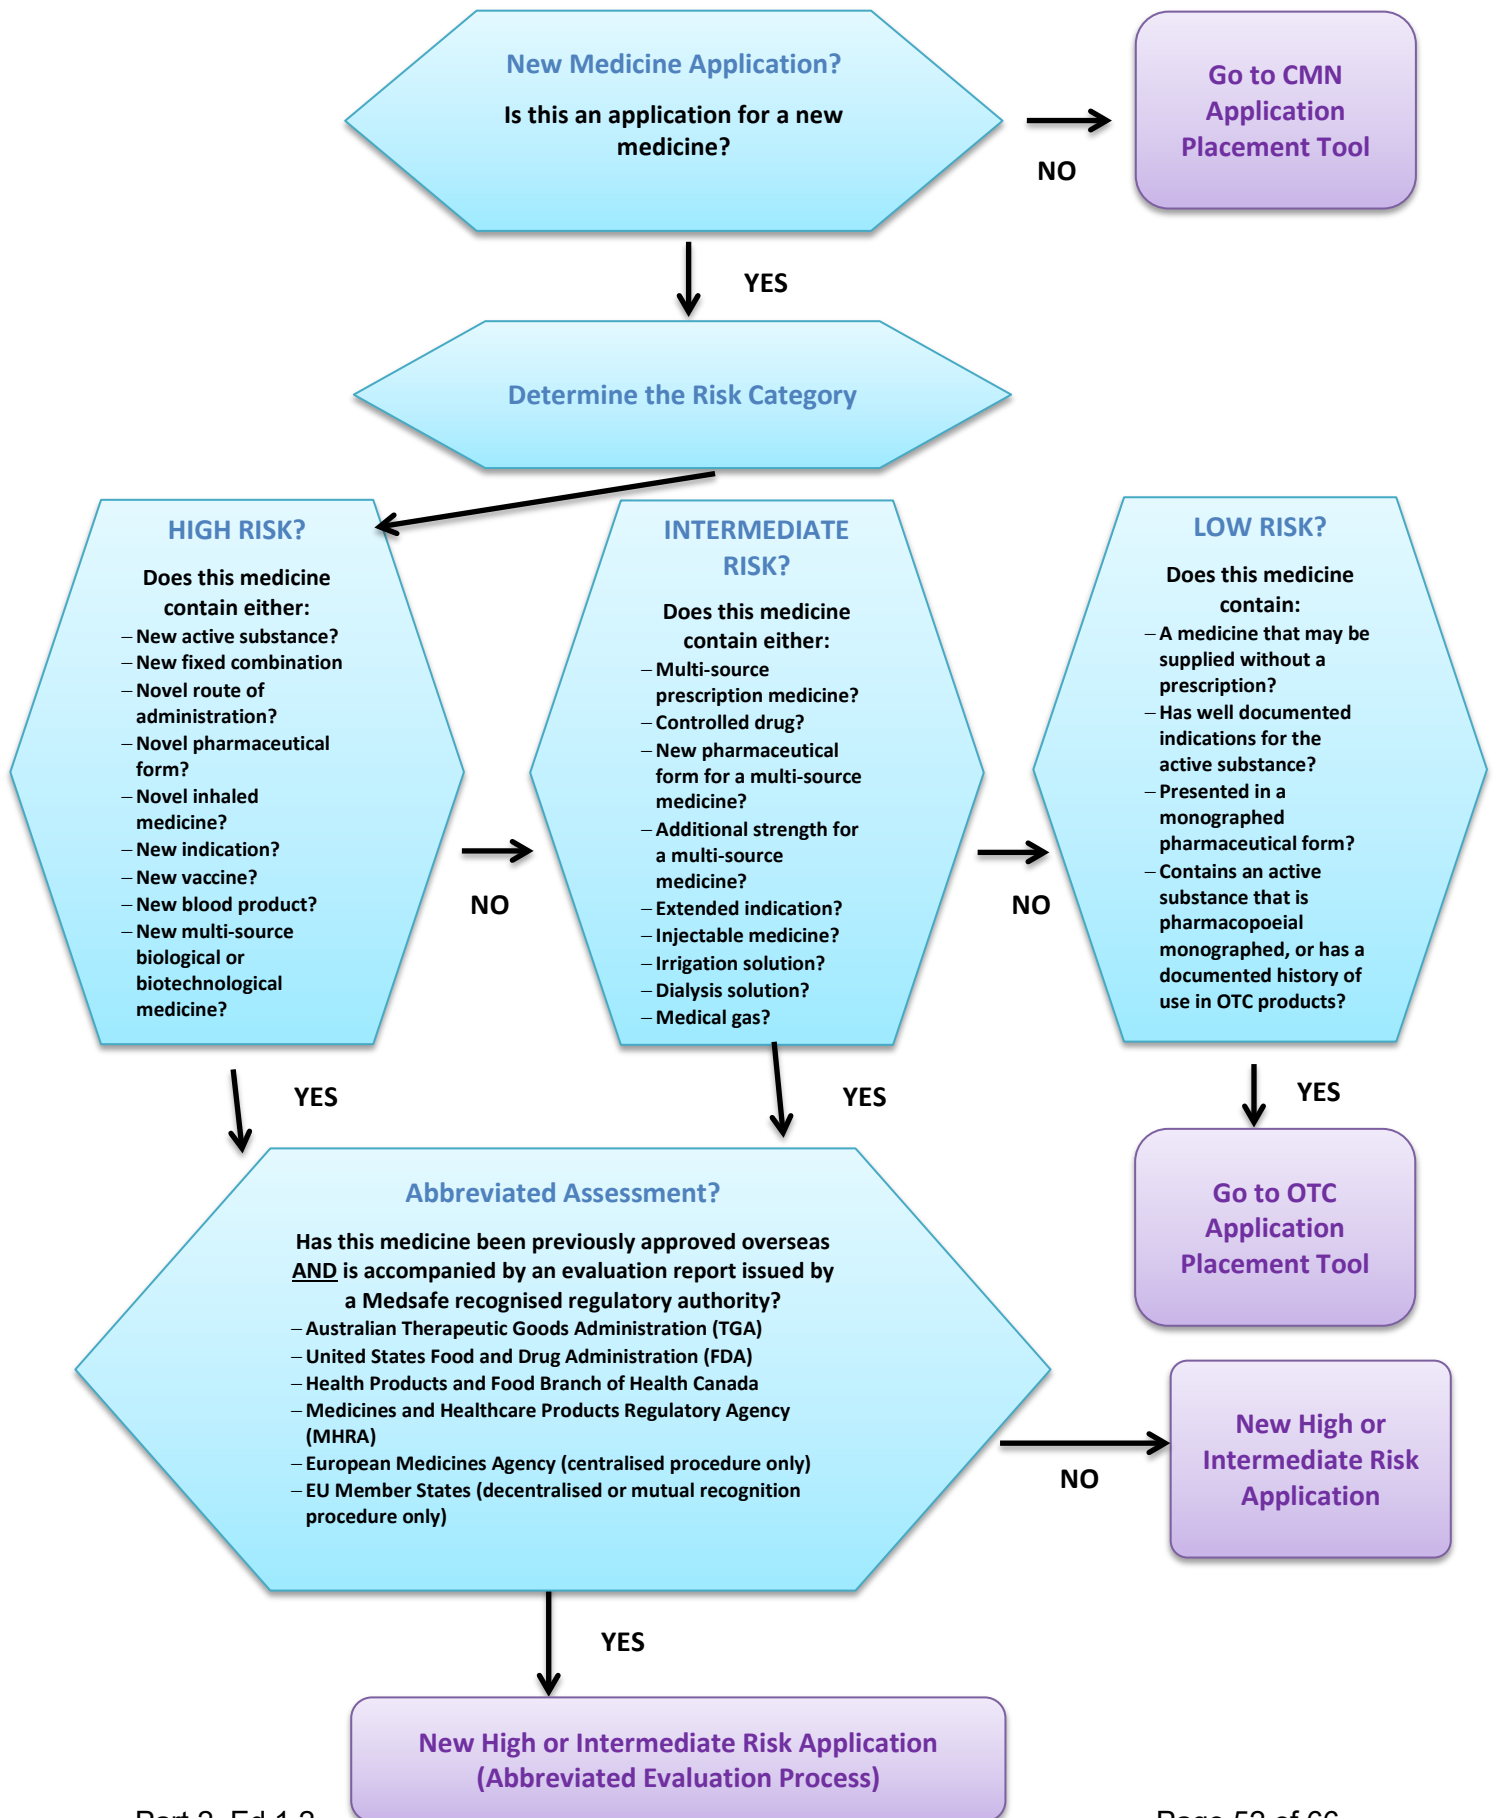 New Medicine Application?
Is this an application for a new
medicine?
NO
Go to CMN
Application
Placement Tool
YES
Determine the Risk Category
HIGH RISK?
Does this medicine
contain either:
– New active substance?
– New fixed combination
– Novel route of
administration?
– Novel pharmaceutical
form?
– Novel inhaled
medicine?
– New indication?
– New vaccine?
– New blood product?
– New multi-source
biological or
biotechnological
medicine?
NO
INTERMEDIATE
RISK?
Does this medicine
contain either:
– Multi-source
prescription medicine?
– Controlled drug?
– New pharmaceutical
form for a multi-source
medicine?
– Additional strength for
a multi-source
medicine?
– Extended indication?
– Injectable medicine?
– Irrigation solution?
– Dialysis solution?
– Medical gas?
NO
LOW RISK?
Does this medicine
contain:
– A medicine that may be
supplied without a
prescription?
– Has well documented
indications for the
active substance?
– Presented in a
monographed
pharmaceutical form?
– Contains an active
substance that is
pharmacopoeial
monographed, or has a
documented history of
use in OTC products?
YES
YES
YES
Go to OTC
Application
Placement Tool
Abbreviated Assessment?
Has this medicine been previously approved overseas
AND is accompanied by an evaluation report issued by
a Medsafe recognised regulatory authority?
– Australian Therapeutic Goods Administration (TGA)
– United States Food and Drug Administration (FDA)
– Health Products and Food Branch of Health Canada
– Medicines and Healthcare Products Regulatory Agency
(MHRA)
– European Medicines Agency (centralised procedure only)
– EU Member States (decentralised or mutual recognition
procedure only)
NO
New High or
Intermediate Risk
Application
YES
New High or Intermediate Risk Application
(Abbreviated Evaluation Process)
Page 52 of 66